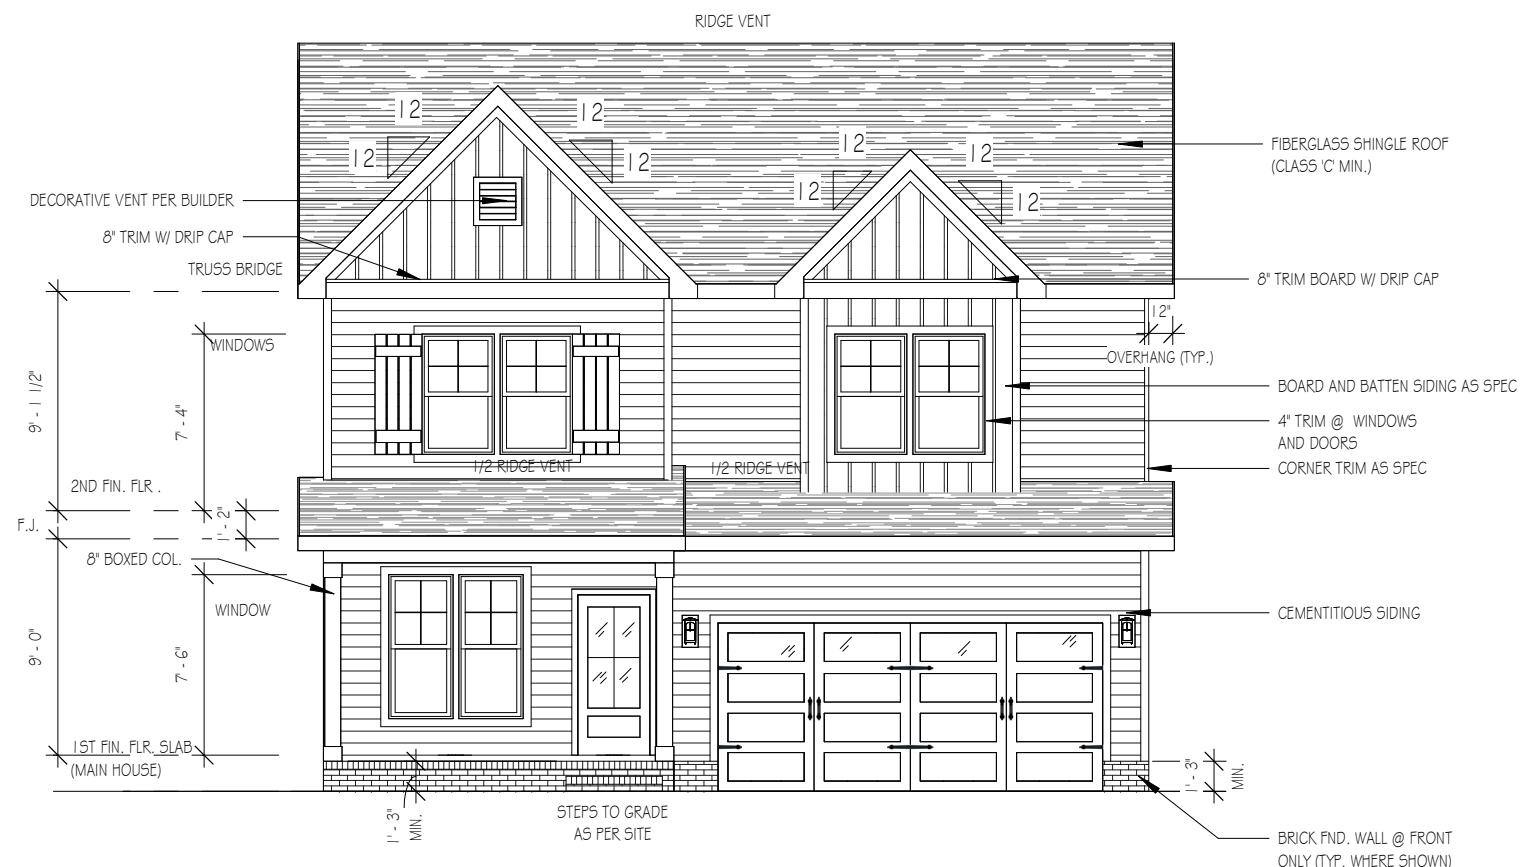 RIDGE VENT
12
12
12
12
12
12
12
12
FIBERGLASS SHINGLE ROOF
(CLASS 'C' MIN.)
DECORATIVE VENT PER BUILDER
8" TRIM W/ DRIP CAP
TRUSS BRIDGE
8" TRIM BOARD W/ DRIP CAP
12"
OVERHANG (TYP.)
WINDOWS
9' - 1 1/2"
7' - 4"
BOARD AND BATTEN SIDING AS SPEC
4" TRIM @ WINDOWS
AND DOORS
CORNER TRIM AS SPEC
1/2 RIDGE VENT
1/2 RIDGE VENT
2ND FIN. FLR .
F.J.
1' - 2"
8" BOXED COL.
WINDOW
CEMENTITIOUS SIDING
9' - 0"
7' - 6"
1ST FIN. FLR. SLAB
(MAIN HOUSE)
1' - 3"
MIN.
1' - 3"
MIN.
STEPS TO GRADE
AS PER SITE
BRICK FND. WALL @ FRONT
ONLY (TYP. WHERE SHOWN)